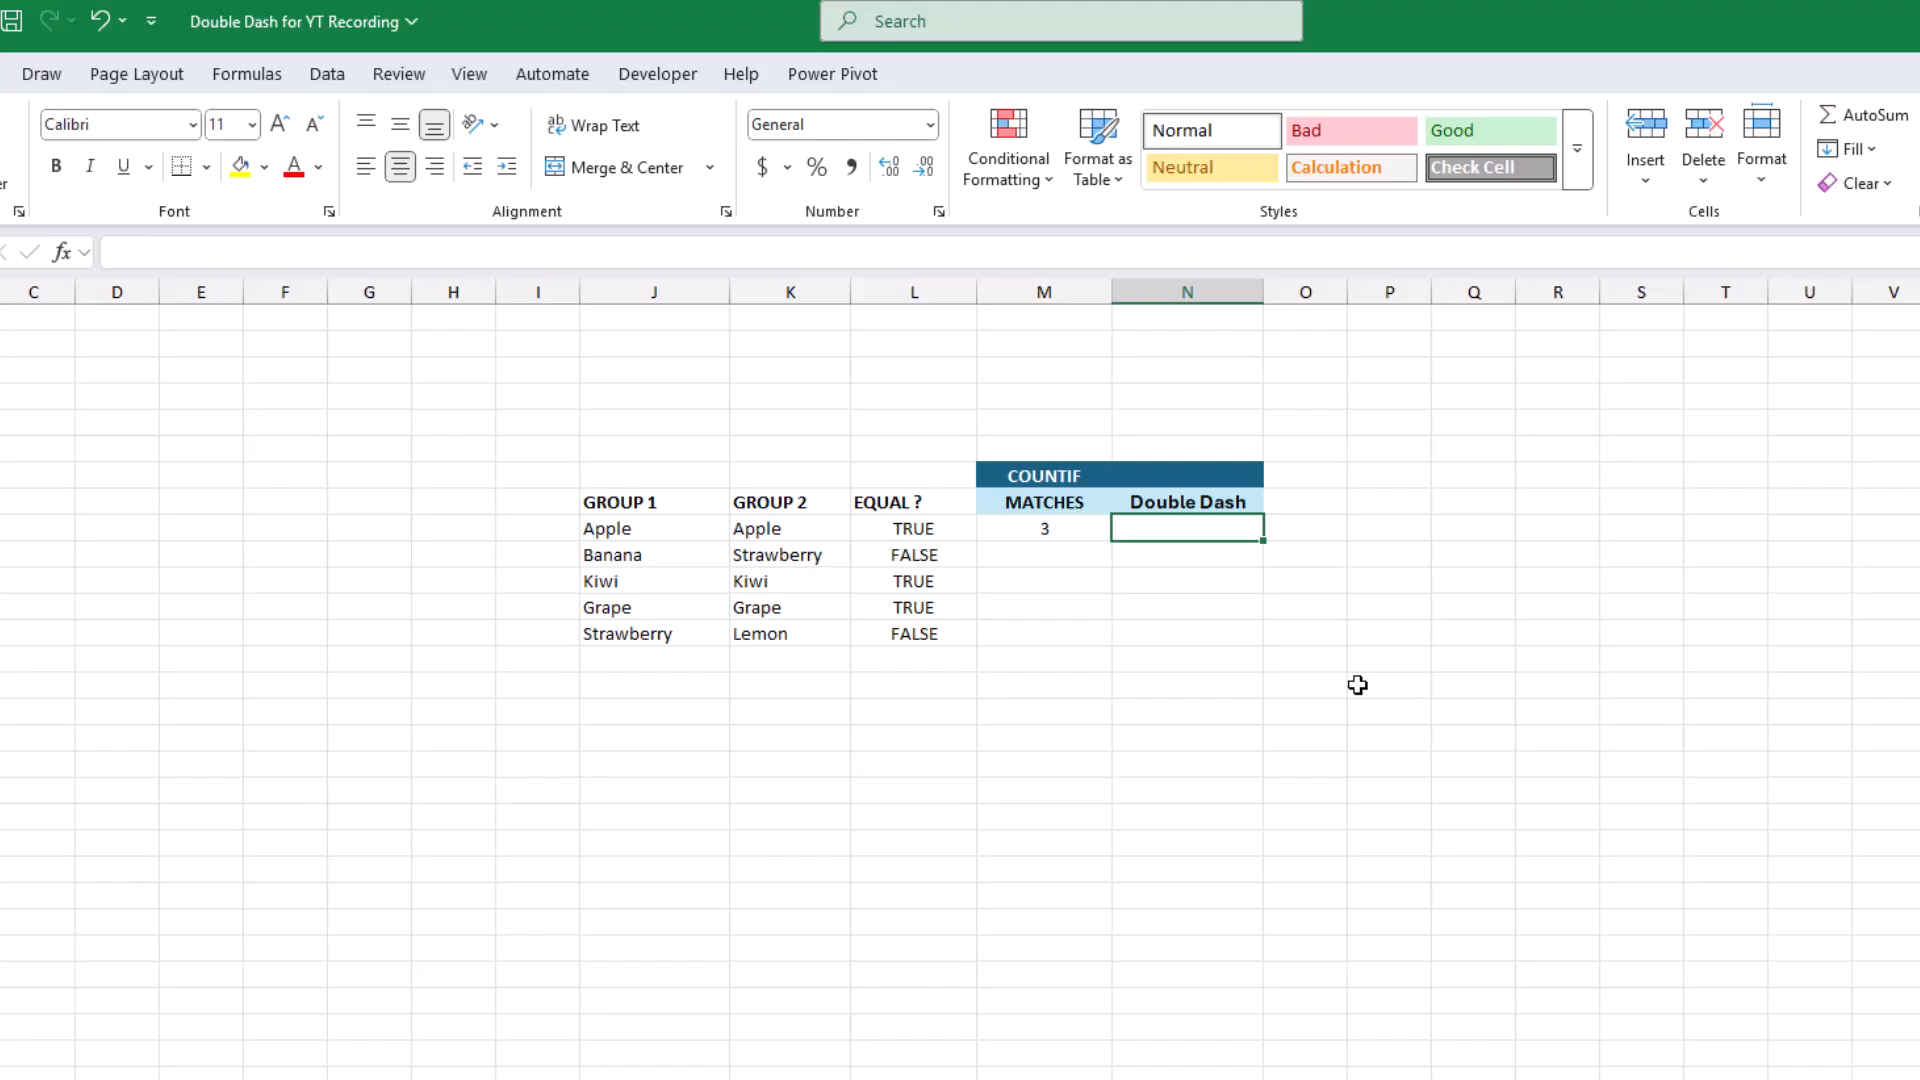 Double Dash for YT Recording
Search
Draw Page Layout Formulas Data Review View Automate Developer Help Power Pivot
Calibri 11 Wrap Text General Conditional Formatting Format as Table Normal Bad Good Insert Delete Format AutoSum
B I U A Merge & Center $ % Neutral Calculation Check Cell Fill Clear
Font Alignment Number Styles Cells
fx
C D E F G H I J K L M N O P Q R S T U V
COUNTIF
GROUP 1 GROUP 2 EQUAL ? MATCHES Double Dash
Apple Apple TRUE 3
Banana Strawberry FALSE
Kiwi Kiwi TRUE
Grape Grape TRUE
Strawberry Lemon FALSE